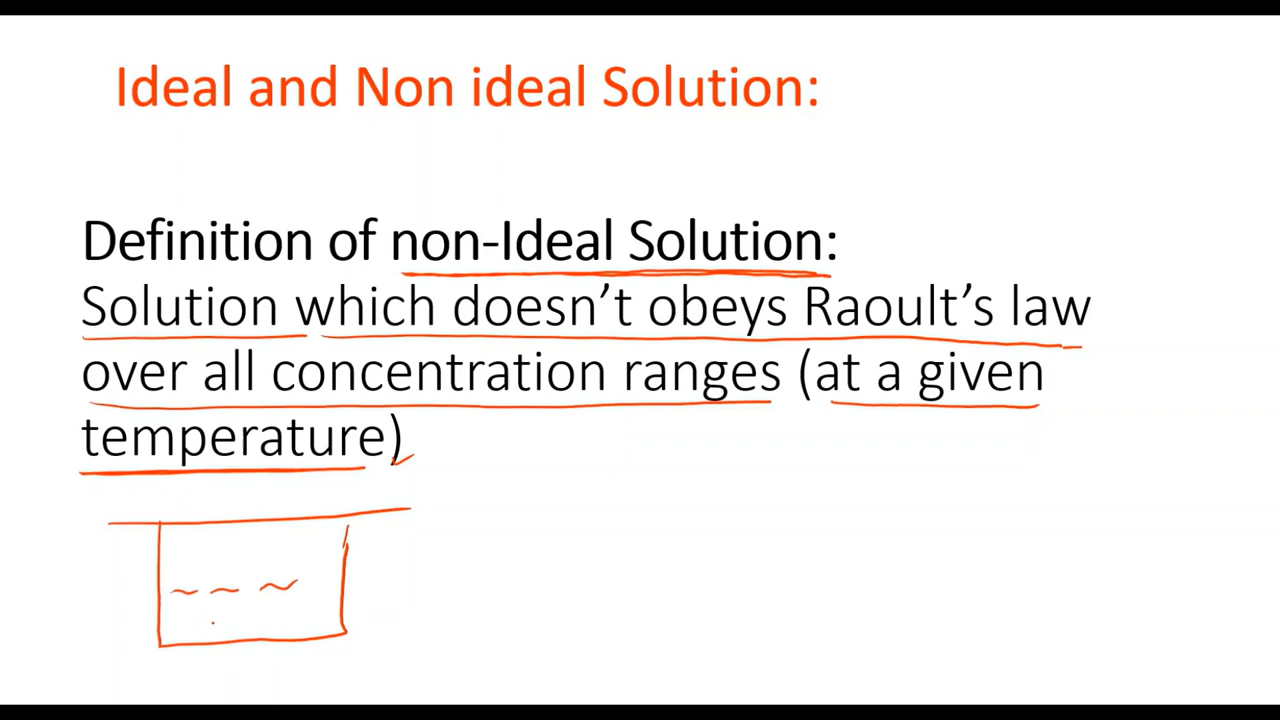 Ideal and Non ideal Solution:
Definition of non-Ideal Solution:
Solution which doesn’t obeys Raoult’s law
over all concentration ranges (at a given
temperature)